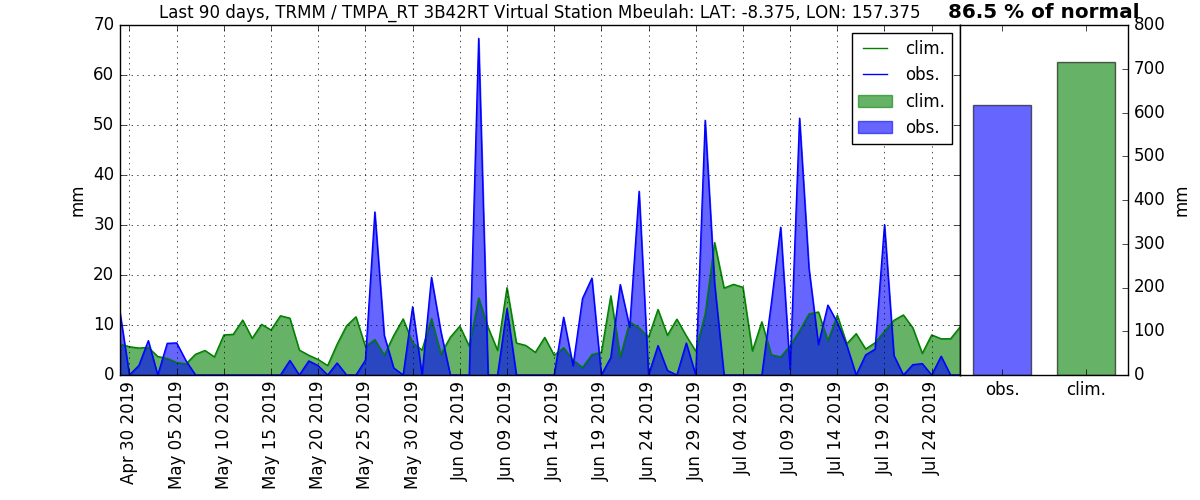 Last 90 days, TRMM / TMPA_RT 3B42RT Virtual Station Mbeulah: LAT: -8.375, LON: 157.375
86.5 % of normal
70
60
50
40
30
20
10
0
mm
clim.
obs.
clim.
obs.
Apr 30 2019
May 05 2019
May 10 2019
May 15 2019
May 20 2019
May 25 2019
May 30 2019
Jun 04 2019
Jun 09 2019
Jun 14 2019
Jun 19 2019
Jun 24 2019
Jun 29 2019
Jul 04 2019
Jul 09 2019
Jul 14 2019
Jul 19 2019
Jul 24 2019
800
700
600
500
400
300
200
100
0
mm
obs.
clim.